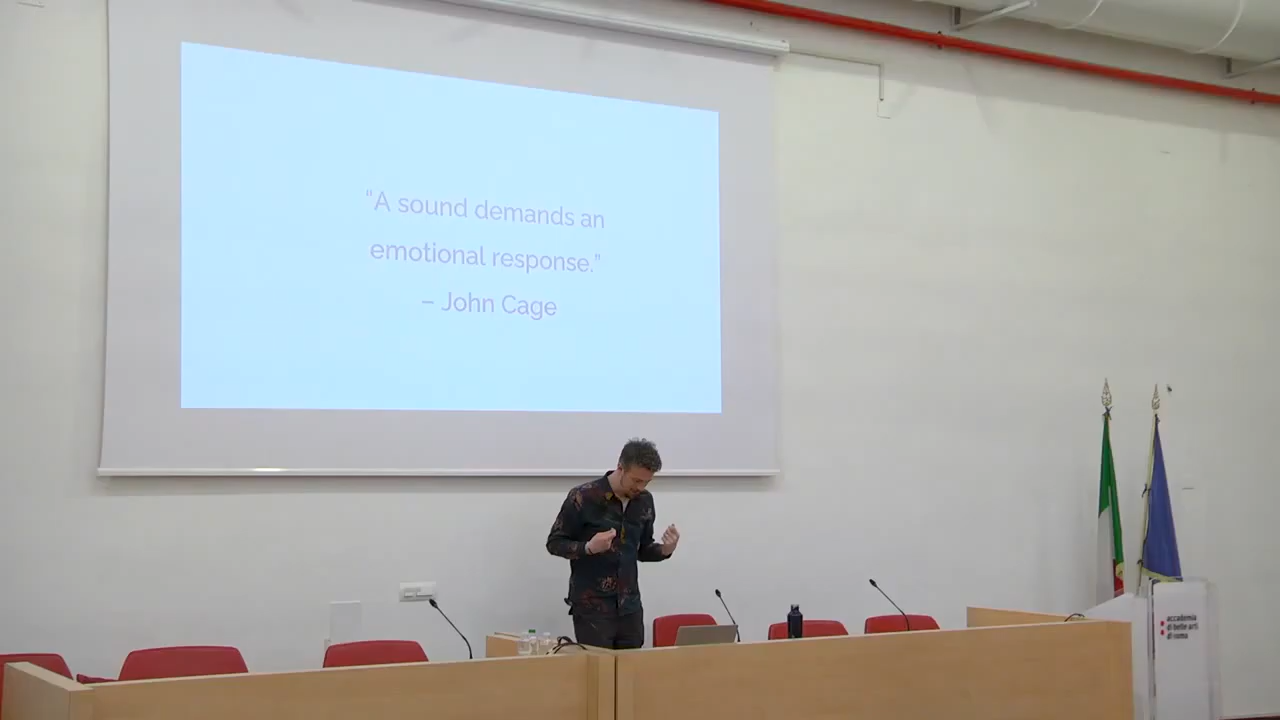 "A sound demands an
emotional response."
– John Cage
accademia
di belle arti
di roma